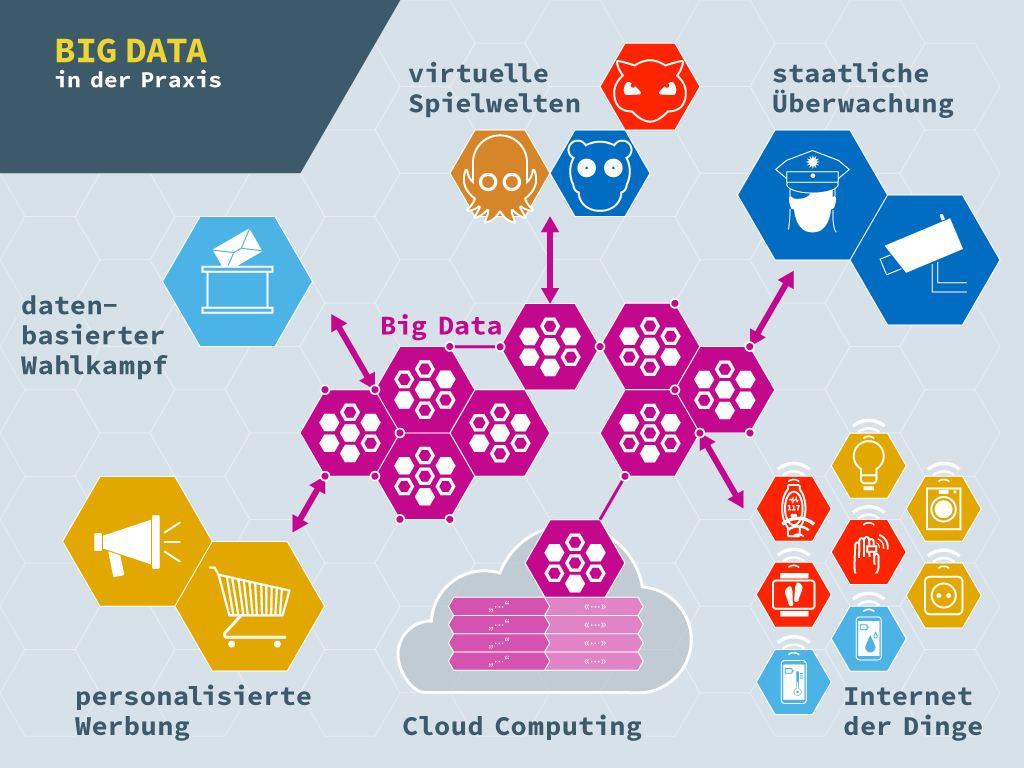 BIG DATA
in der Praxis
virtuelle
Spielwelten
staatliche
Überwachung
daten-
basierter
Wahlkampf
Big Data
117
personalisierte
Werbung
„···“ «···»
„···“ «···»
„···“ «···»
„···“ «···»
Cloud Computing
Internet
der Dinge